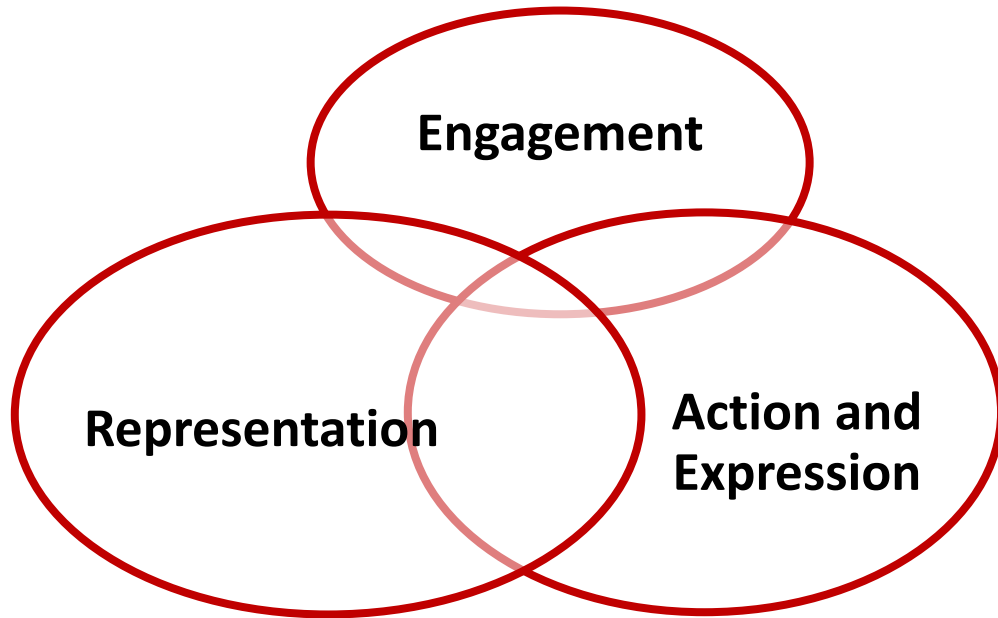 Engagement
Representation
Action and
Expression